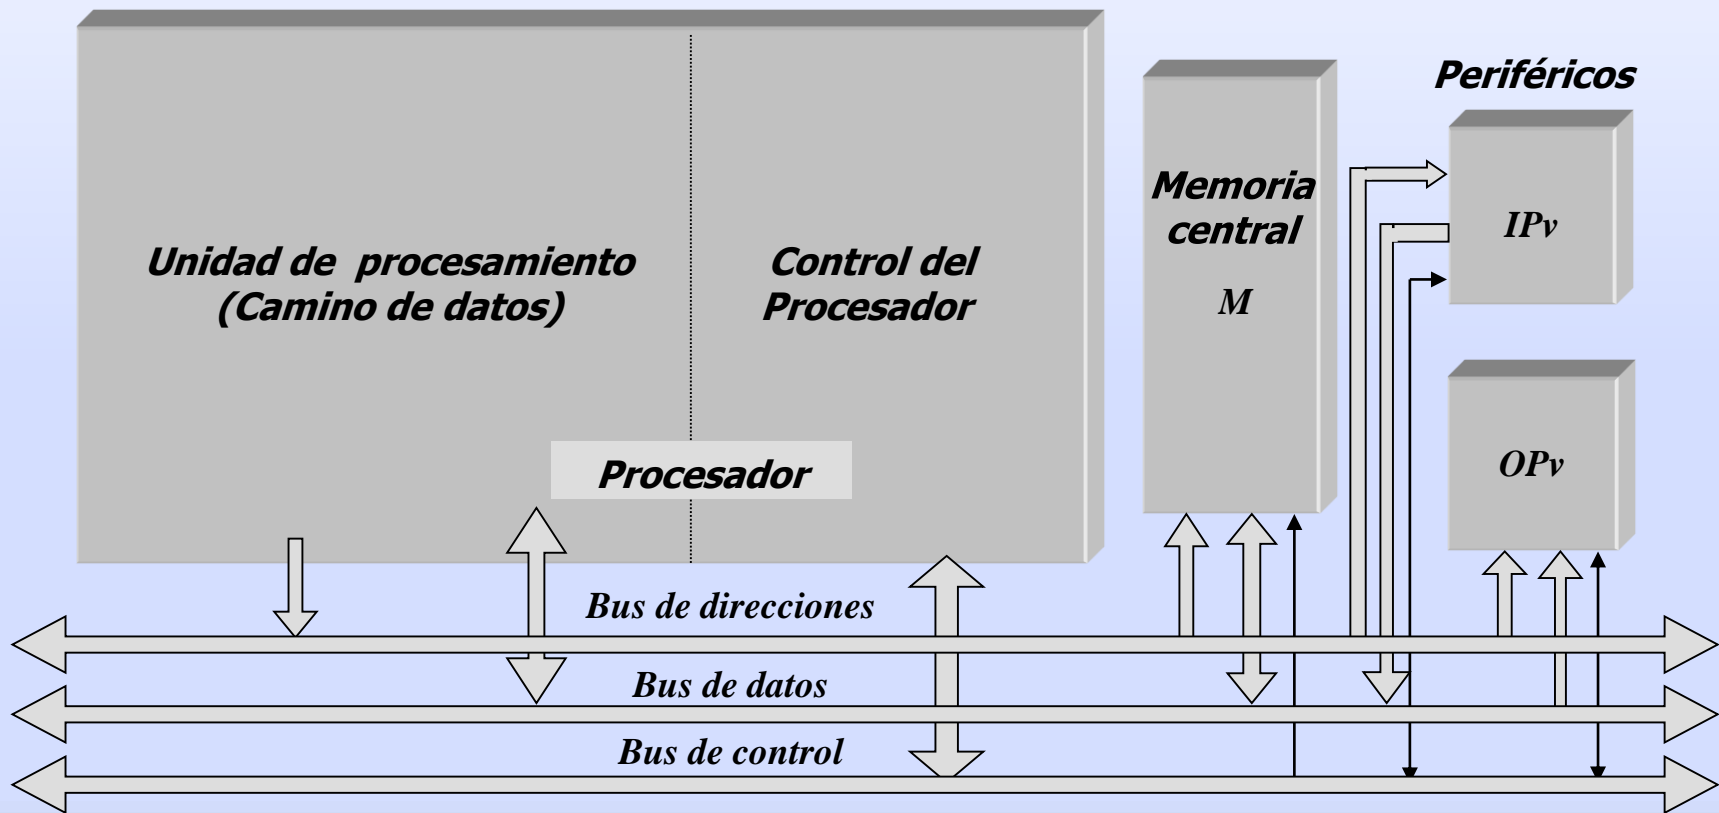 Unidad de procesamiento
(Camino de datos)
Control del
Procesador
Procesador
Memoria
central
M
Periféricos
IPv
OPv
Bus de direcciones
Bus de datos
Bus de control